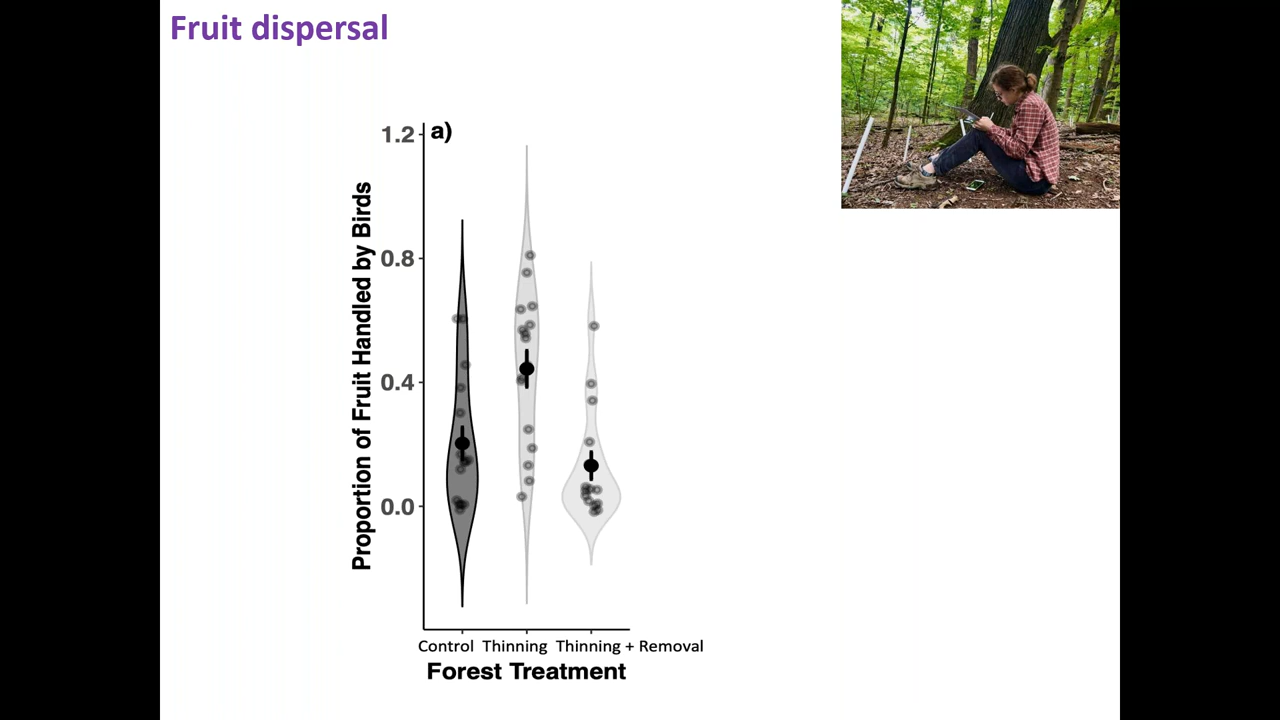 Fruit dispersal
a)
1.2
0.8
0.4
0.0
Proportion of Fruit Handled by Birds
Control Thinning Thinning + Removal
Forest Treatment